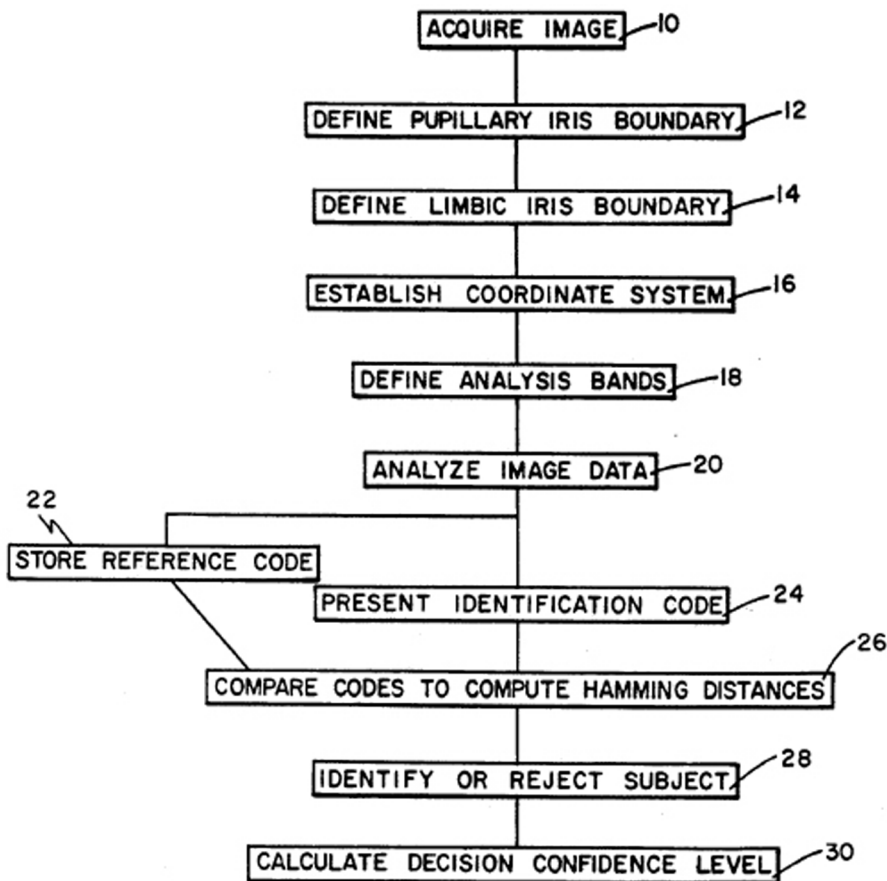 ACQUIRE IMAGE 10
DEFINE PUPILLARY IRIS BOUNDARY 12
DEFINE LIMBIC IRIS BOUNDARY 14
ESTABLISH COORDINATE SYSTEM 16
DEFINE ANALYSIS BANDS 18
ANALYZE IMAGE DATA 20
22
STORE REFERENCE CODE
PRESENT IDENTIFICATION CODE 24
26
COMPARE CODES TO COMPUTE HAMMING DISTANCES
IDENTIFY OR REJECT SUBJECT 28
CALCULATE DECISION CONFIDENCE LEVEL 30